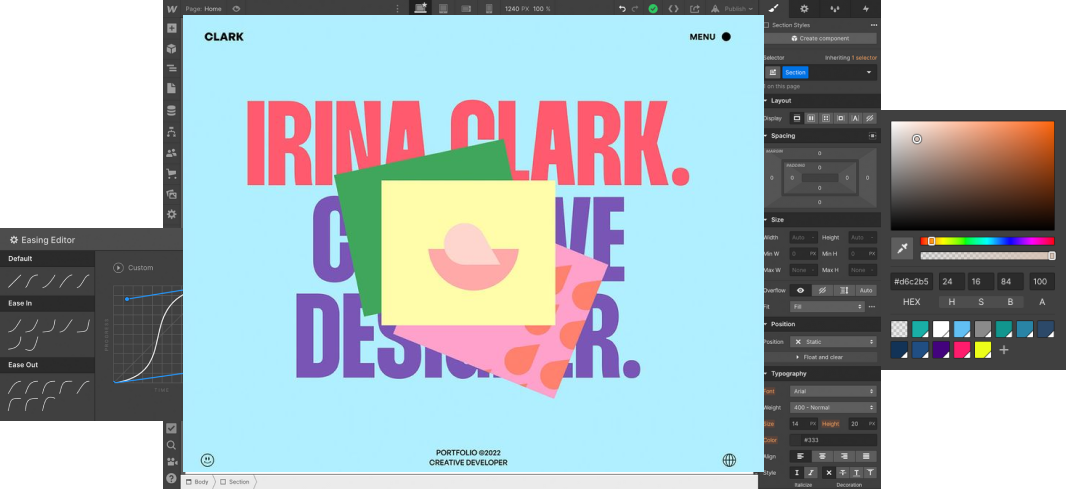 Page: Home
1240 PX 100 %
Publish
CLARK
MENU
IRINA CLARK.
DESIGNER.
PORTFOLIO @2022
CREATIVE DEVELOPER
Body
Section
Easing Editor
Default
Custom
Ease In
Ease Out
PROGRESS
TIME
Section Styles
Create component
Selector
Inheriting 1 selector
Section
on this page
Layout
Display
Spacing
MARGIN
PADDING
0
0 0 0 0
0
0
0
Size
Width Auto - Height Auto -
Min W 0 PX Min H 0 PX
Max W None - Max H None -
Overflow Auto
Fit Fill
Position
Position Static
Float and clear
Typography
Font Arial
Weight 400 - Normal
Size 14 PX Height 20 PX
Color #333
Align
Style
Italicize Decoration
#d6c2b5 24 16 84 100
HEX H S B A